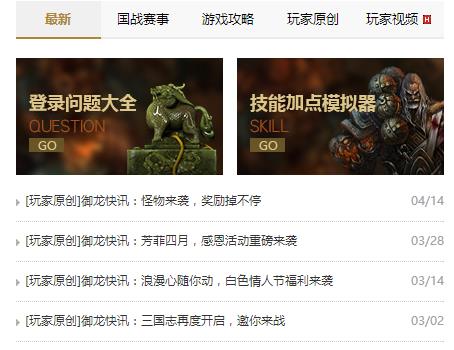 最新 国战赛事 游戏攻略 玩家原创 玩家视频 H
登录问题大全
QUESTION
GO
技能加点模拟器
SKILL
GO
[玩家原创]御龙快讯：怪物来袭，奖励掉不停 04/14
[玩家原创]御龙快讯：芳菲四月，感恩活动重磅来袭 03/28
[玩家原创]御龙快讯：浪漫心随你动，白色情人节福利来袭 03/14
[玩家原创]御龙快讯：三国志再度开启，邀你来战 03/02